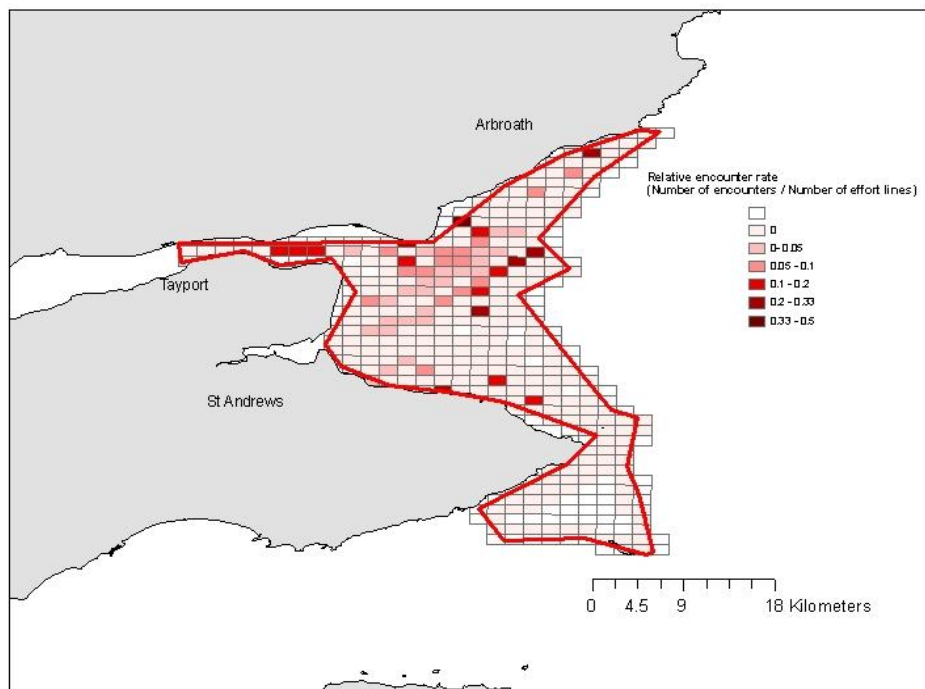 Arbroath
Relative encounter rate
(Number of encounters / Number of effort lines)
0
0-0.05
0.05 - 0.1
0.1 - 0.2
0.2 - 0.33
0.33 - 0.5
Tayport
St Andrews
0 4.5 9 18 Kilometers